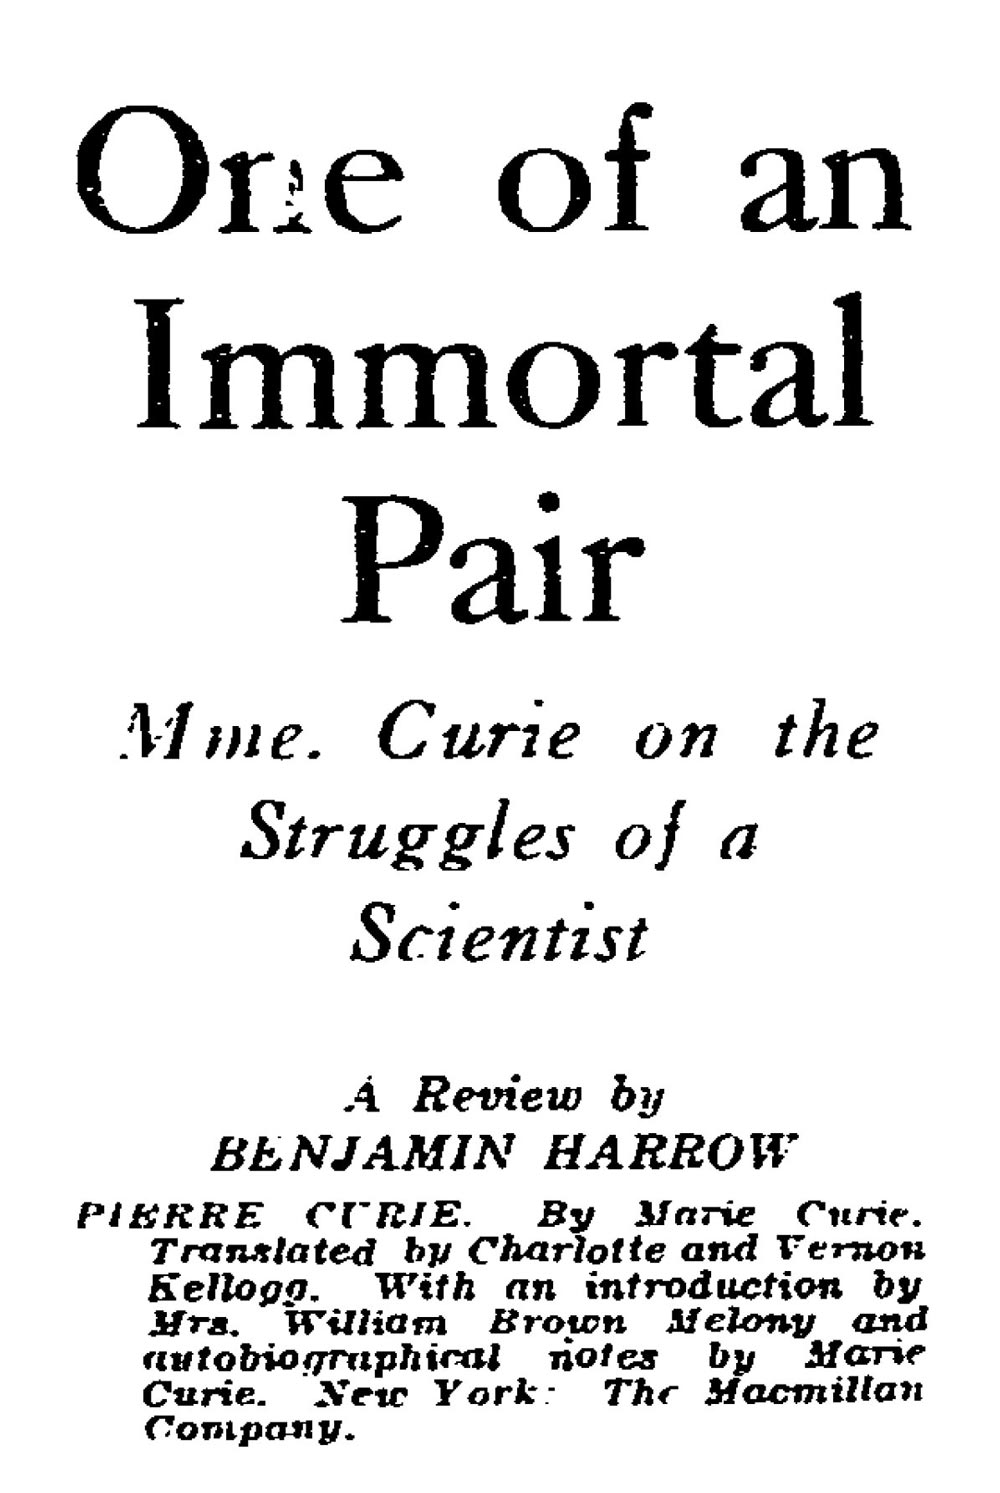 One of an
Immortal
Pair
Mme. Curie on the
Struggles of a
Scientist
A Review by
BENJAMIN HARROW
PIERRE CURIE. By Marie Curie.
Translated by Charlotte and Vernon
Kellogg. With an introduction by
Mrs. William Brown Melony and
autobiographical notes by Marie
Curie. New York: The Macmillan
Company.